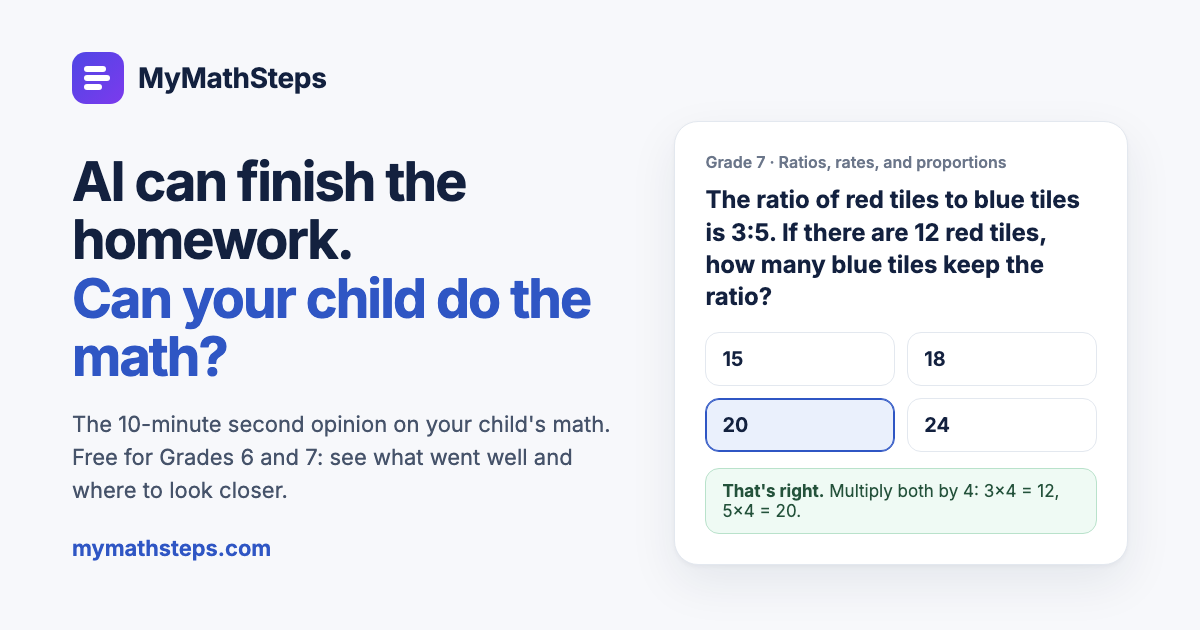 MyMathSteps
AI can finish the
homework.
Can your child do the
math?
The 10-minute second opinion on your child's math.
Free for Grades 6 and 7: see what went well and
where to look closer.
mymathsteps.com
Grade 7 · Ratios, rates, and proportions
The ratio of red tiles to blue tiles
is 3:5. If there are 12 red tiles,
how many blue tiles keep the
ratio?
15
18
20
24
That's right. Multiply both by 4: 3×4 = 12,
5×4 = 20.